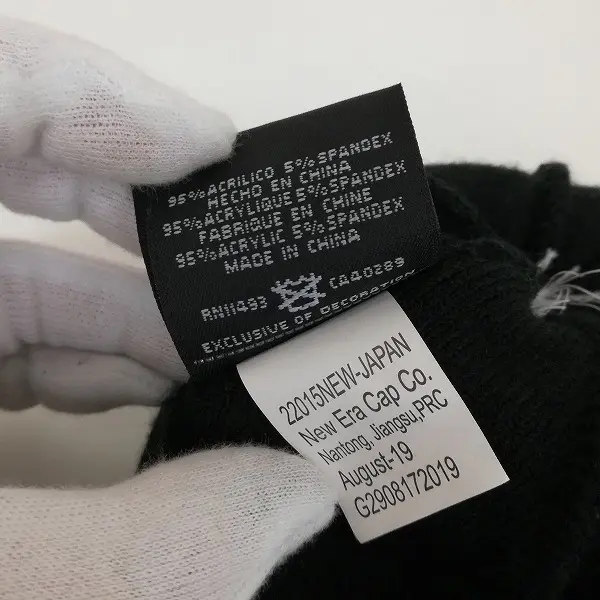 95%ACRILICO 5%SPANDEX
HECHO EN CHINA
95%ACRYLIQUE 5%SPANDEX
FABRIQUE EN CHINE
95%ACRYLIC 5%SPANDEX
MADE IN CHINA
RN11493 CA40289
EXCLUSIVE OF DECORATION
22015NEW-JAPAN
New Era Cap Co.
Nantong, Jiangsu,PRC
August-19
G2908172019